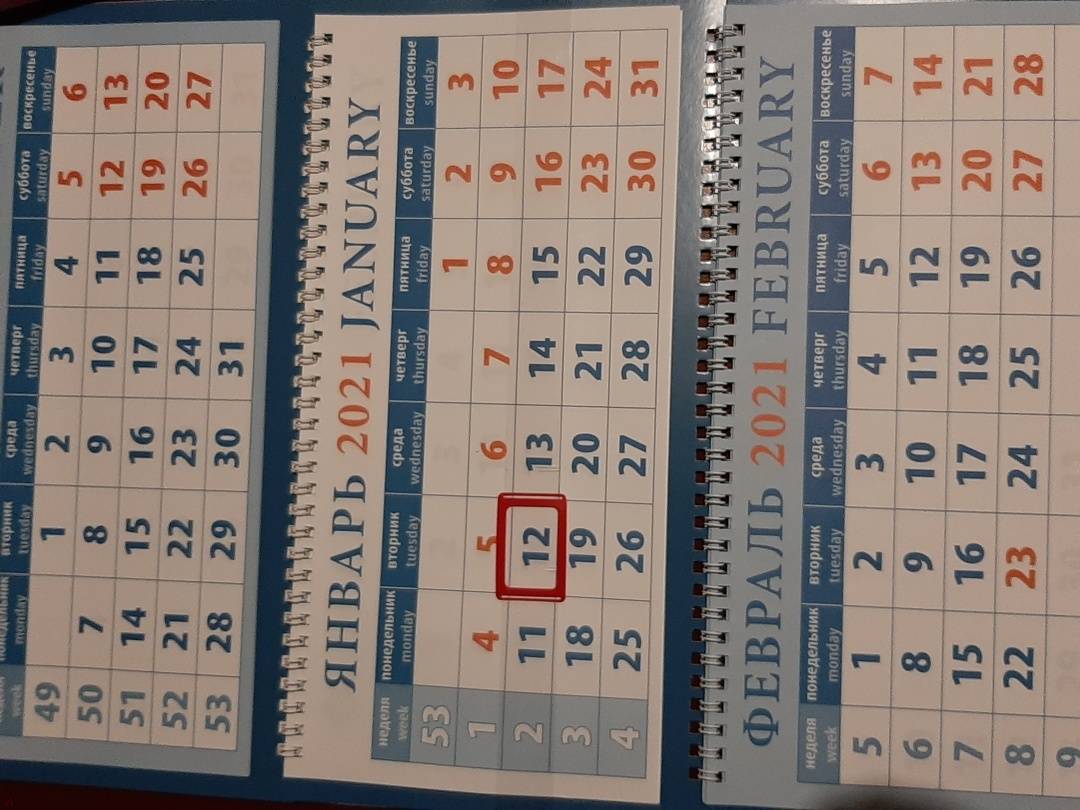 вторник среда четверг пятница суббота воскресенье
week monday tuesday wednesday thursday friday saturday sunday
49 1 2 3 4 5 6
50 7 8 9 10 11 12 13
51 14 15 16 17 18 19 20
52 21 22 23 24 25 26 27
53 28 29 30 31
ЯНВАРЬ 2021 JANUARY
неделя понедельник вторник среда четверг пятница суббота воскресенье
week monday tuesday wednesday thursday friday saturday sunday
53 1 2 3
1 4 5 6 7 8 9 10
2 11 12 13 14 15 16 17
3 18 19 20 21 22 23 24
4 25 26 27 28 29 30 31
ФЕВРАЛЬ 2021 FEBRUARY
неделя понедельник вторник среда четверг пятница суббота воскресенье
week monday tuesday wednesday thursday friday saturday sunday
5 1 2 3 4 5 6 7
6 8 9 10 11 12 13 14
7 15 16 17 18 19 20 21
8 22 23 24 25 26 27 28
9